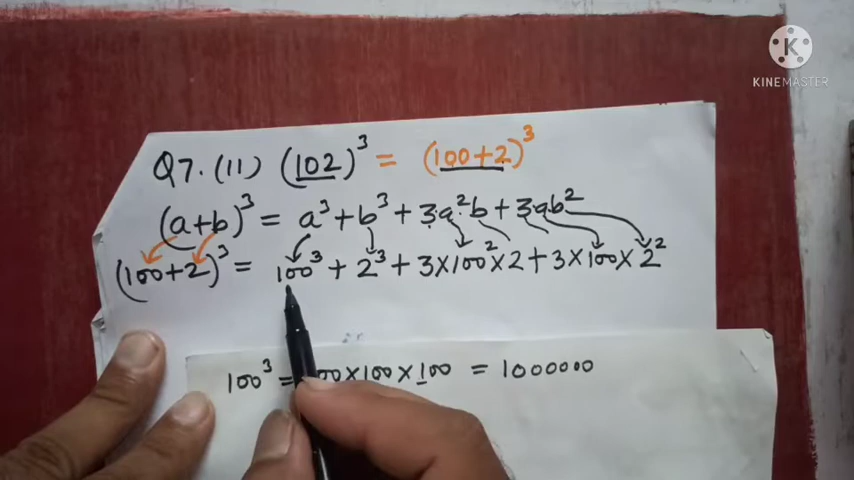 K
KINEMASTER
Q7. (11) (102)³ = (100+2)³
(a+b)³ = a³ + b³ + 3a²b + 3ab²
(100+2)³ = 100³ + 2³ + 3×100²×2 + 3×100×2²
100³ = 100×100×100 = 1000000